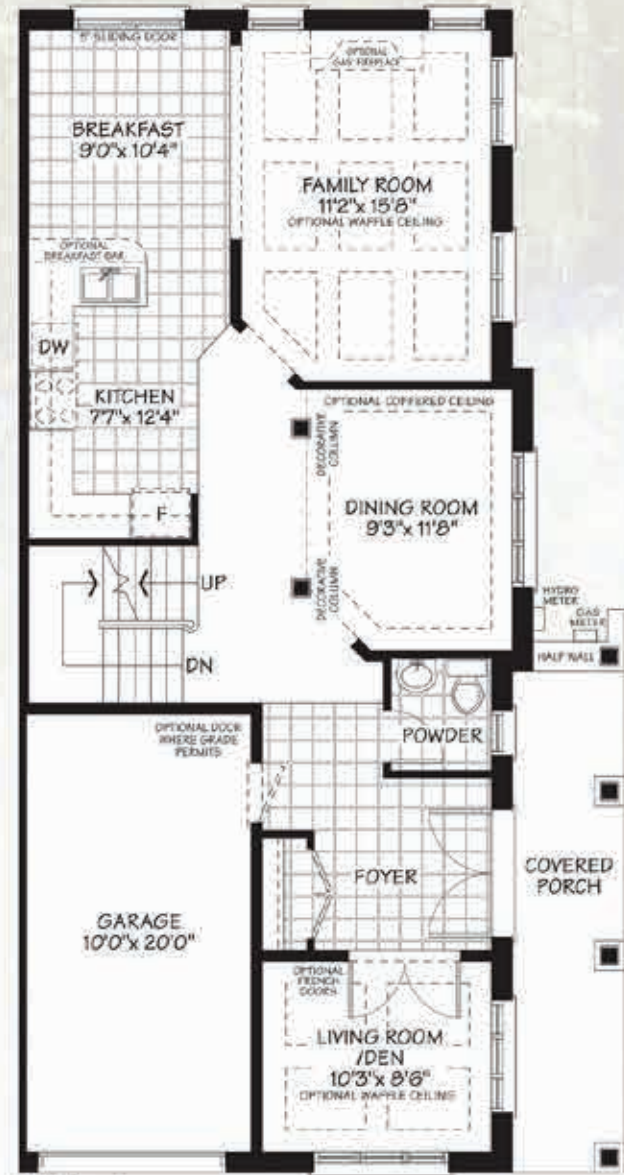 5' SLIDING DOOR
OPTIONAL
GAS FIREPLACE
BREAKFAST
9'0"x 10'4"
FAMILY ROOM
11'2"x 15'8"
OPTIONAL WAFFLE CEILING
OPTIONAL
BREAKFAST BAR
DW
KITCHEN
7'7"x 12'4"
F
OPTIONAL COFFERED CEILING
DECORATIVE
COLUMN
DINING ROOM
9'3"x 11'8"
DECORATIVE
COLUMN
UP
DN
HYDRO
METER
GAS
METER
HALF WALL
POWDER
OPTIONAL DOOR
WHERE GRADE
PERMITS
FOYER
COVERED
PORCH
GARAGE
10'0"x 20'0"
OPTIONAL
FRENCH
DOORS
LIVING ROOM
/DEN
10'3"x 8'6"
OPTIONAL WAFFLE CEILING